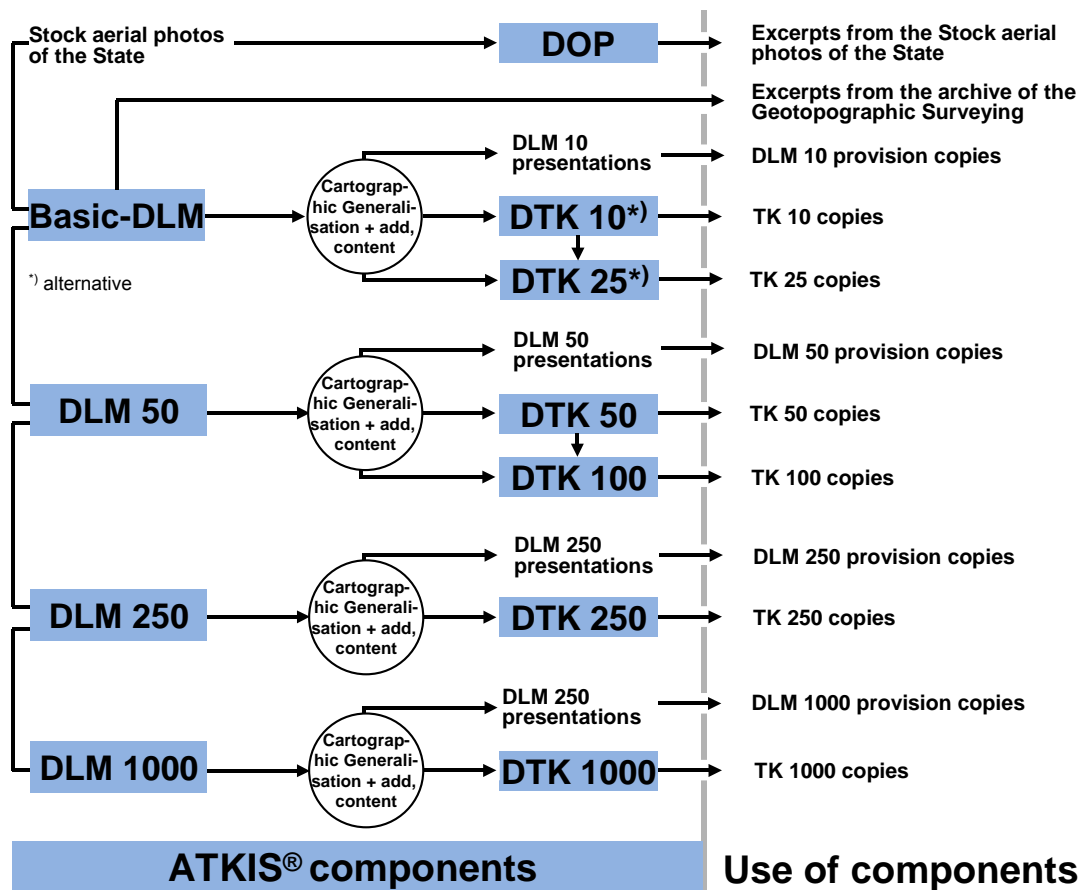 Stock aerial photos
of the State
DOP
Excerpts from the Stock aerial
photos of the State
Excerpts from the archive of the
Geotopographic Surveying
DLM 10
presentations
DLM 10 provision copies
Basic-DLM
Cartograp-
hic Generali-
sation + add,
content
DTK 10*)
TK 10 copies
*) alternative
DTK 25*)
TK 25 copies
DLM 50
presentations
DLM 50 provision copies
DLM 50
Cartograp-
hic Generali-
sation + add,
content
DTK 50
TK 50 copies
DTK 100
TK 100 copies
DLM 250
presentations
DLM 250 provision copies
DLM 250
Cartograp-
hic Generali-
sation + add,
content
DTK 250
TK 250 copies
DLM 250
presentations
DLM 1000 provision copies
DLM 1000
Cartograp-
hic Generali-
sation + add,
content
DTK 1000
TK 1000 copies
ATKIS® components
Use of components